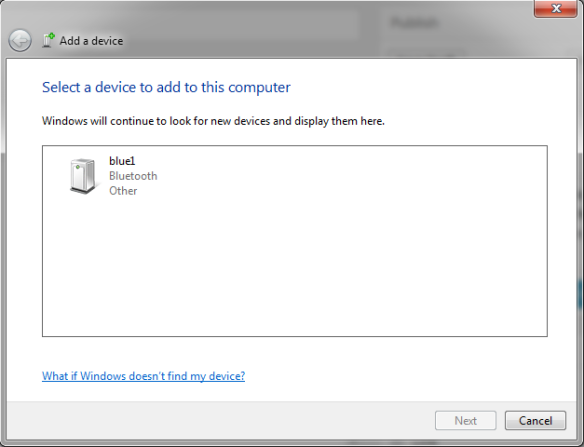 Publish
Add a device
Select a device to add to this computer
Windows will continue to look for new devices and display them here.
blue1
Bluetooth
Other
What if Windows doesn't find my device?
Next
Cancel